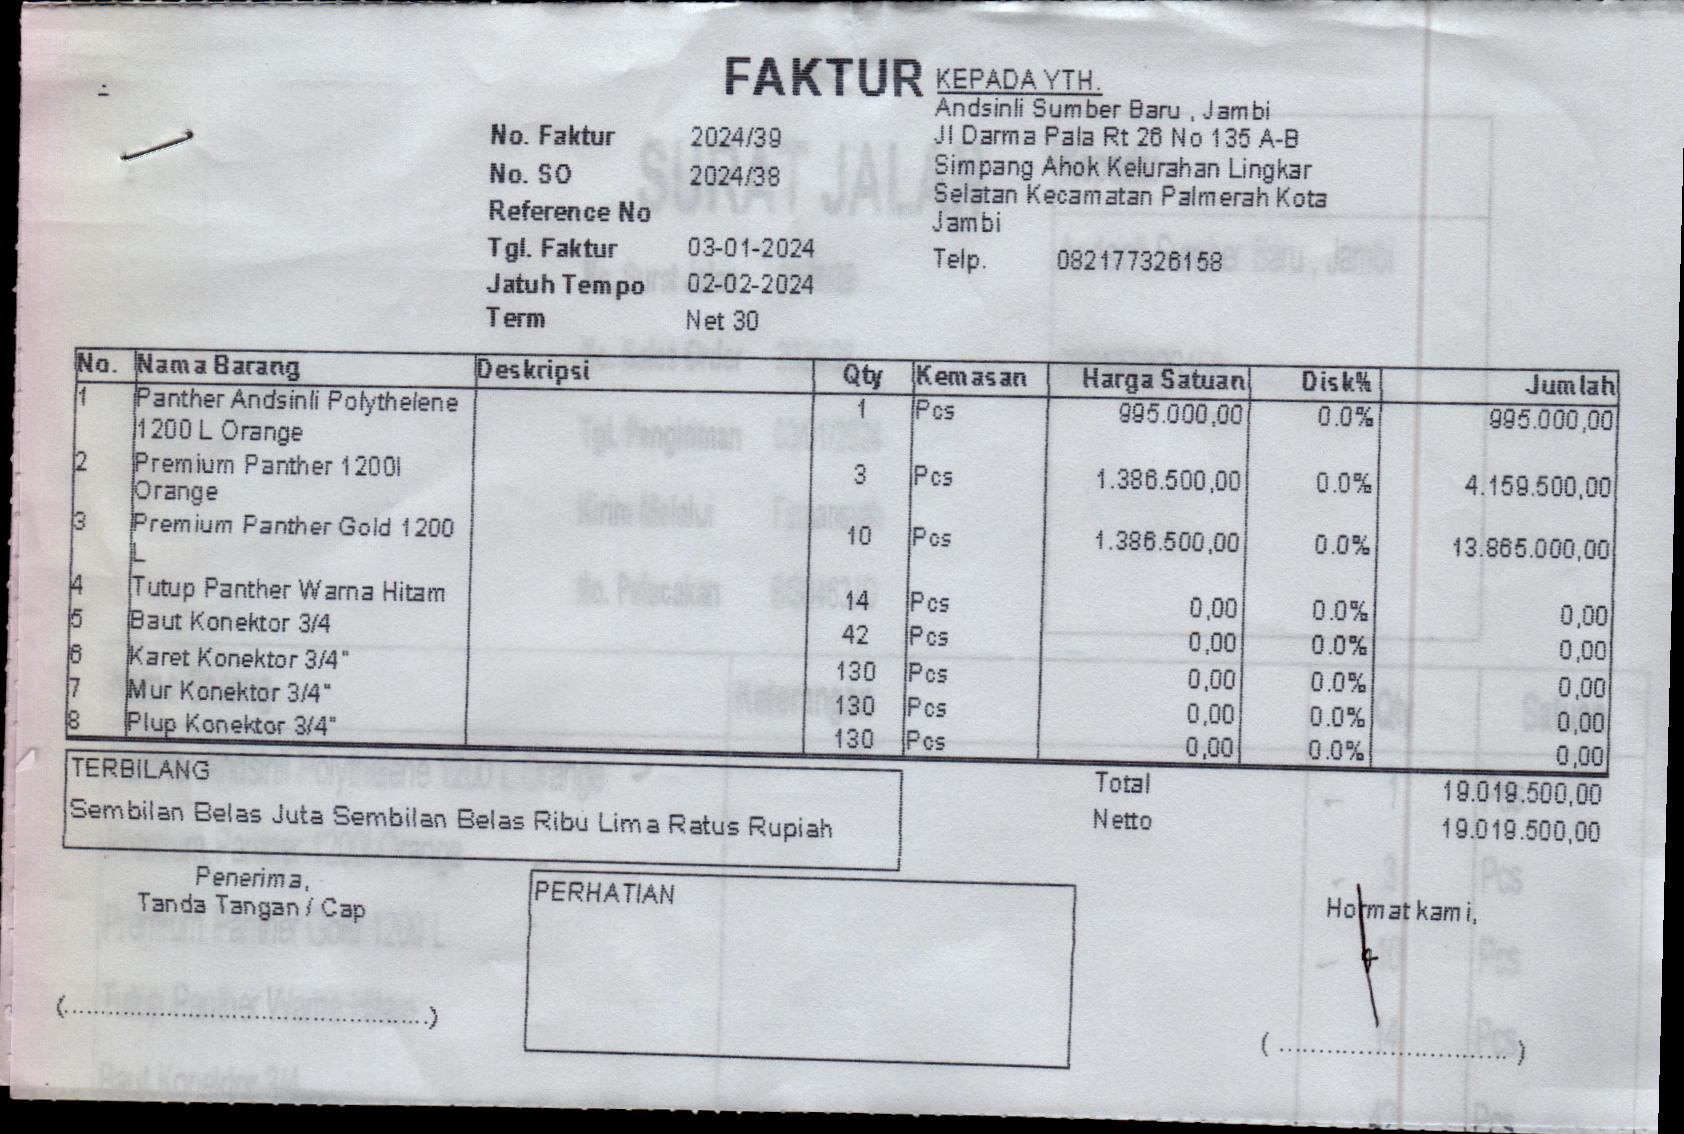 FAKTUR
No. Faktur 2024/39
No. SO 2024/38
Reference No
Tgl. Faktur 03-01-2024
Jatuh Tempo 02-02-2024
Term Net 30
KEPADA YTH.
Andsinli Sumber Baru , Jambi
Jl Darma Pala Rt 26 No 135 A-B
Simpang Ahok Kelurahan Lingkar
Selatan Kecamatan Palmerah Kota
Jambi
Telp. 082177326158
No. Nama Barang Deskripsi Qty Kemasan Harga Satuan Disk% Jumlah
1 Panther Andsinli Polythelene 1 Pcs 995.000,00 0.0% 995.000,00
1200 L Orange
2 Premium Panther 1200l 3 Pcs 1.386.500,00 0.0% 4.159.500,00
Orange
3 Premium Panther Gold 1200 10 Pcs 1.386.500,00 0.0% 13.865.000,00
L
4 Tutup Panther Warna Hitam 14 Pcs 0,00 0.0% 0,00
5 Baut Konektor 3/4 42 Pcs 0,00 0.0% 0,00
6 Karet Konektor 3/4" 130 Pcs 0,00 0.0% 0,00
7 Mur Konektor 3/4" 130 Pcs 0,00 0.0% 0,00
8 Plup Konektor 3/4" 130 Pcs 0,00 0.0% 0,00
TERBILANG
Sembilan Belas Juta Sembilan Belas Ribu Lima Ratus Rupiah
Total 19.019.500,00
Netto 19.019.500,00
Penerima,
Tanda Tangan / Cap
(................................................)
PERHATIAN
Hormat kami,
( .............................. )